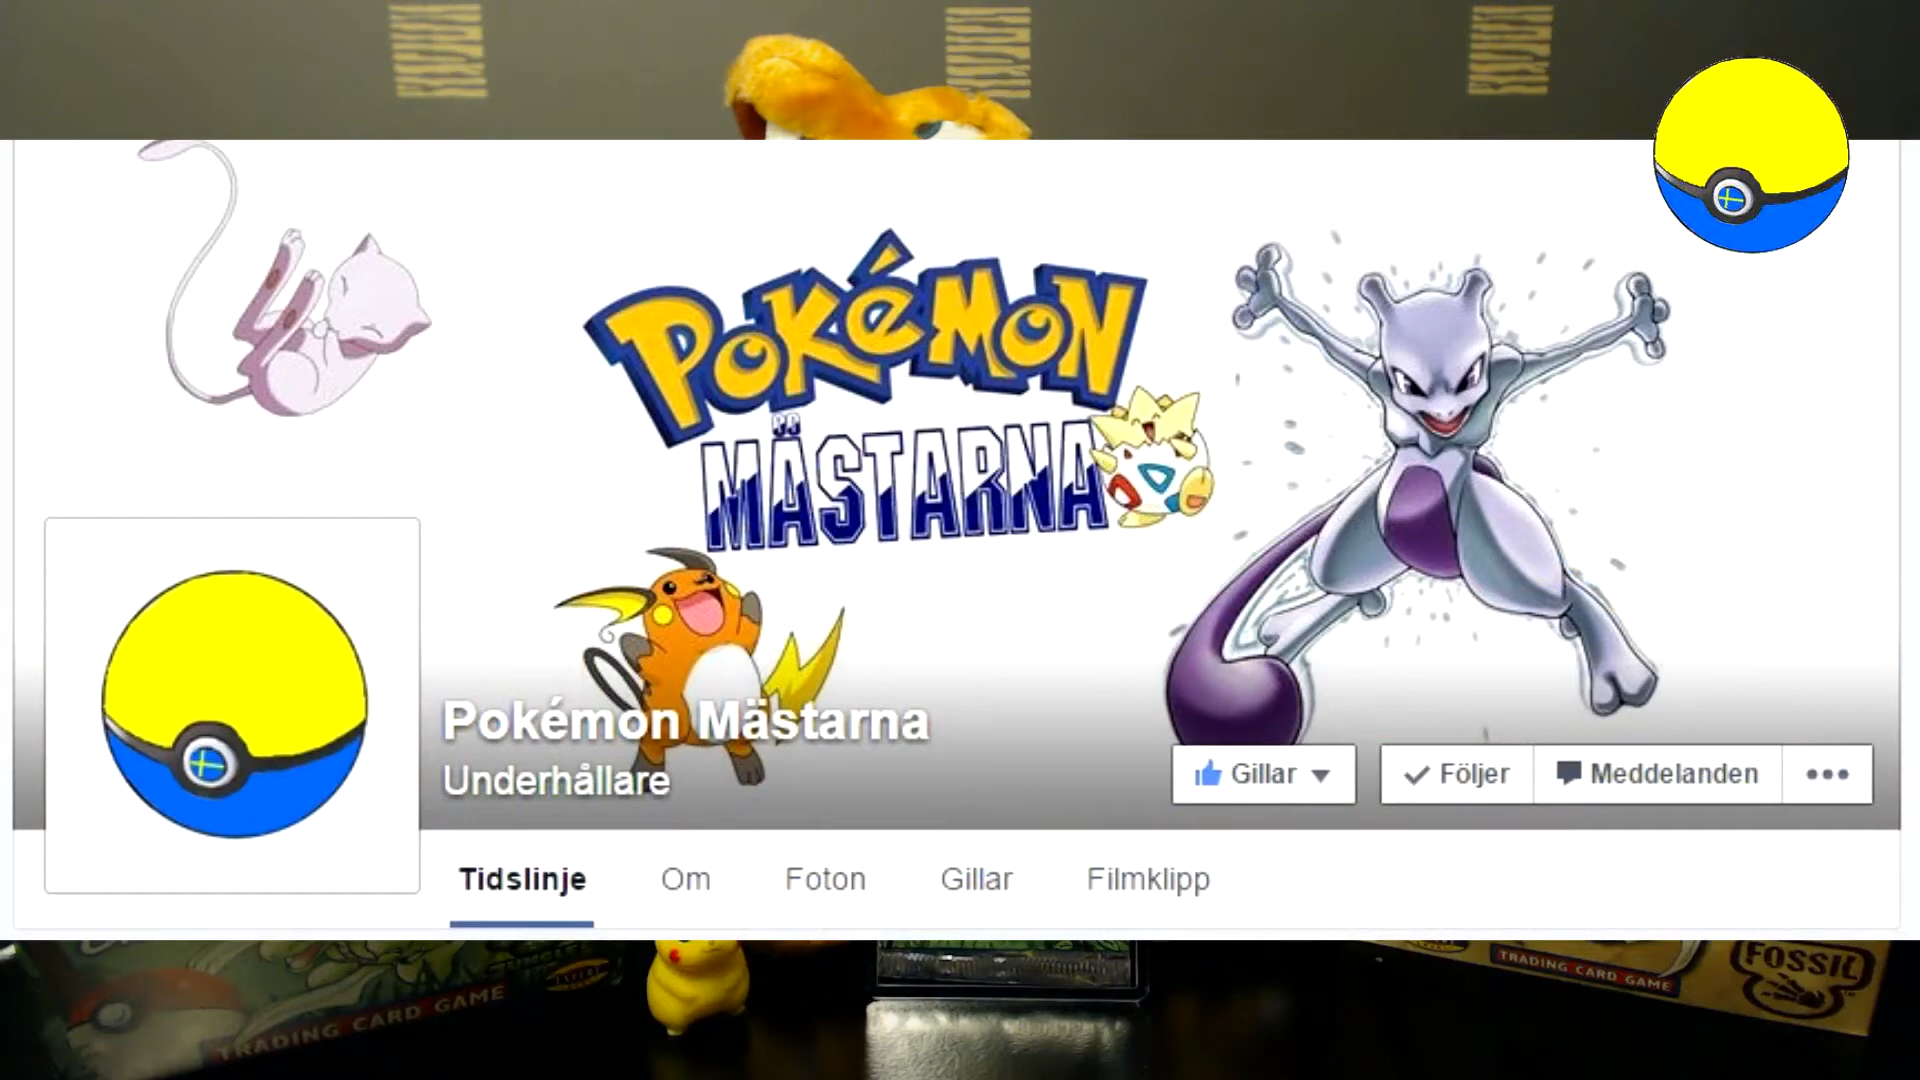 POKÉMON
MÄSTARNA
Pokémon Mästarna
Underhållare
Gillar
Följer
Meddelanden
Tidslinje
Om
Foton
Gillar
Filmklipp
TRADING CARD GAME
TRADING CARD GAME
FOSSIL